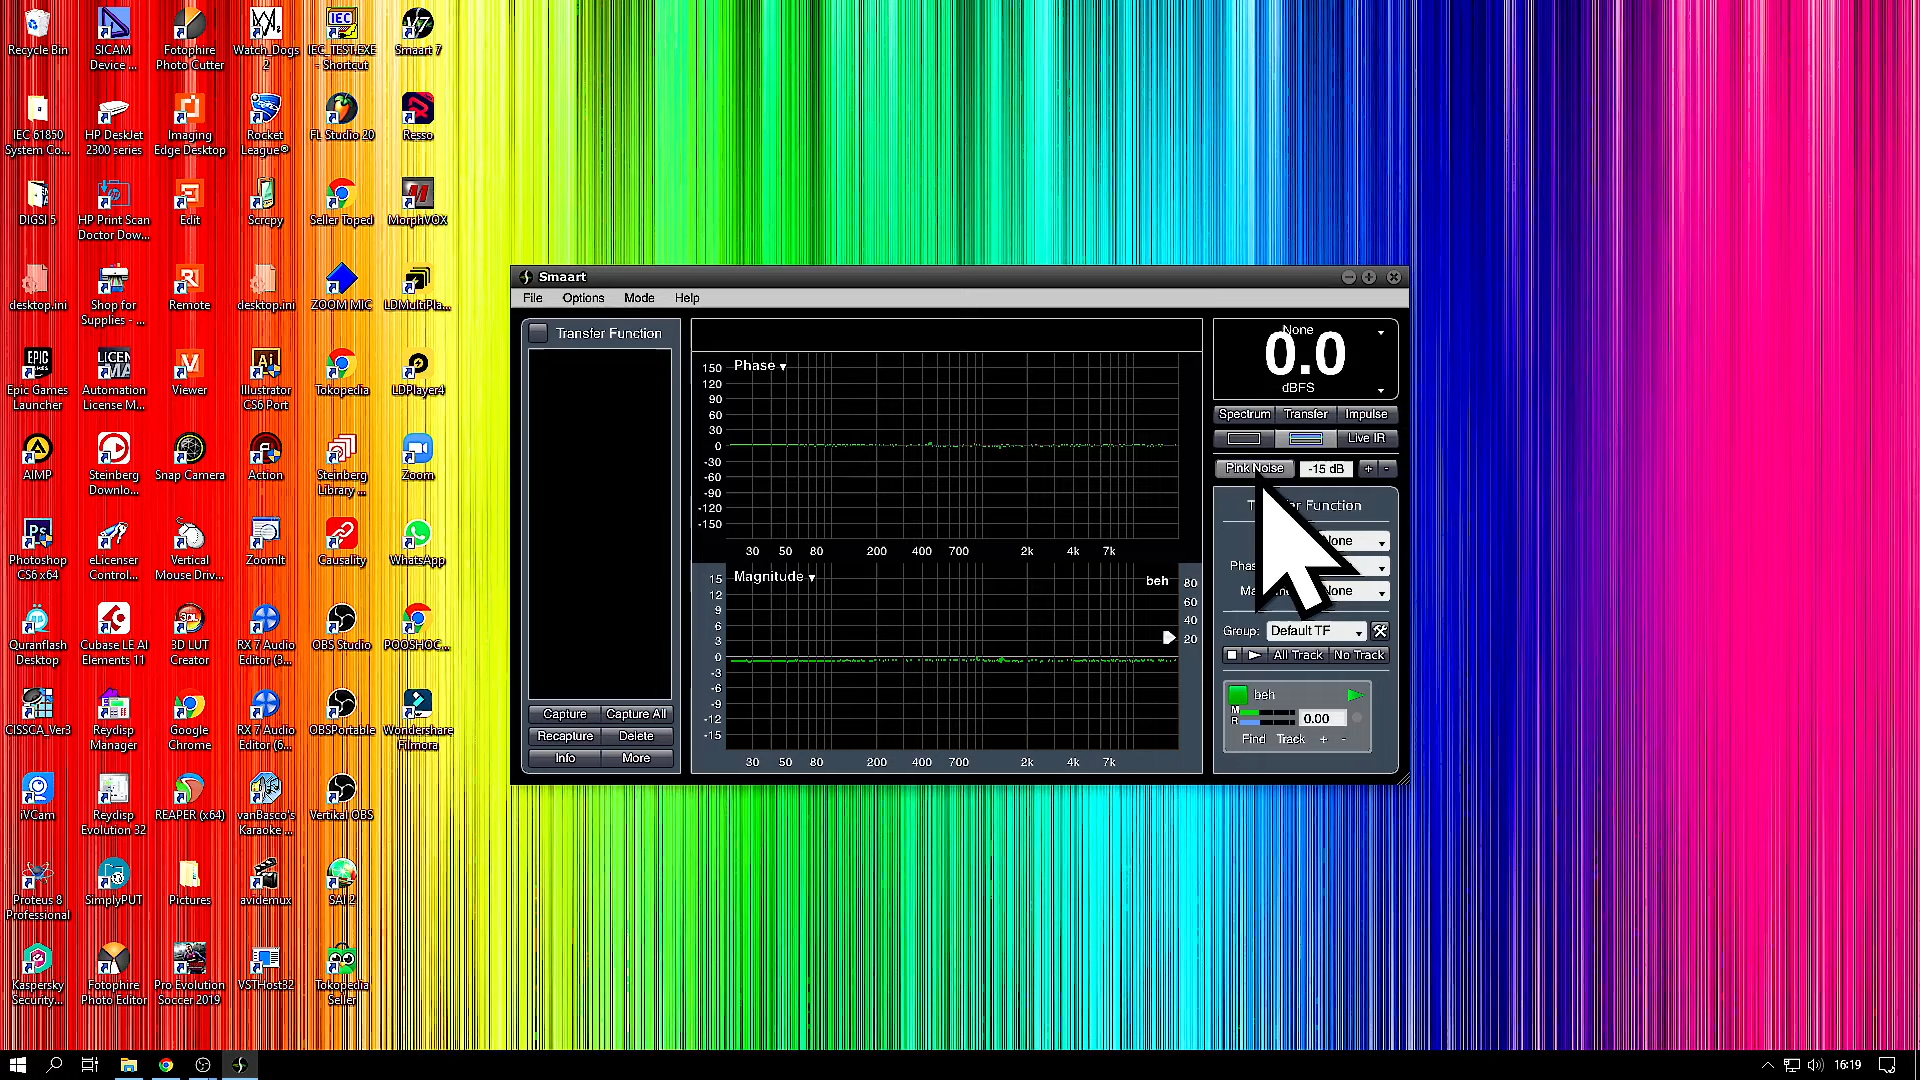 Recycle Bin
SICAM
Device ...
Fotophire
Photo Cutter
Watch_Dogs
2
IEC_TEST.EXE
- Shortcut
Smaart 7
IEC 61850
System Co...
HP DeskJet
2300 series
Imaging
Edge Desktop
Rocket
League®
FL Studio 20
Resso
DIGSI 5
HP Print Scan
Doctor Dow...
Edit
Scrcpy
Seller Toped
MorphVOX
desktop.ini
Shop for
Supplies - ...
Remote
desktop.ini
ZOOM MIC
LDMultiPla...
Epic Games
Launcher
Automation
License M...
Viewer
Illustrator
CS6 Port
Tokopedia
LDPlayer4
AIMP
Steinberg
Downlo...
Snap Camera
Action
Steinberg
Library ...
Zoom
Photoshop
CS6 x64
eLicenser
Control...
Vertical
Mouse Driv...
ZoomIt
Causality
WhatsApp
Quranflash
Desktop
Cubase LE AI
Elements 11
3D LUT
Creator
RX 7 Audio
Editor (3...
OBS Studio
POOSHOC...
CISSCA_Ver3
Reydisp
Manager
Google
Chrome
RX 7 Audio
Editor (6...
OBSPortable
Wondershare
Filmora
iVCam
Reydisp
Evolution 32
REAPER (x64)
vanBasco's
Karaoke ...
Vertikal OBS
Proteus 8
Professional
SimplyPUT
Pictures
avidemux
SAI 2
Kaspersky
Security...
Fotophire
Photo Editor
Pro Evolution
Soccer 2019
VSTHost32
Tokopedia
Seller
Smaart
File Options Mode Help
Transfer Function
Capture Capture All
Recapture Delete
Info More
Phase
150
120
90
60
30
0
-30
-60
-90
-120
-150
30 50 80 200 400 700 2k 4k 7k
Magnitude
beh
15
12
9
6
3
0
-3
-6
-9
-12
-15
80
60
40
20
30 50 80 200 400 700 2k 4k 7k
None
0.0
dBFS
Spectrum Transfer Impulse
Live IR
Pink Noise -15 dB + -
Function
Group: Default TF
All Track No Track
beh
M
R
0.00
Find Track + -
16:19